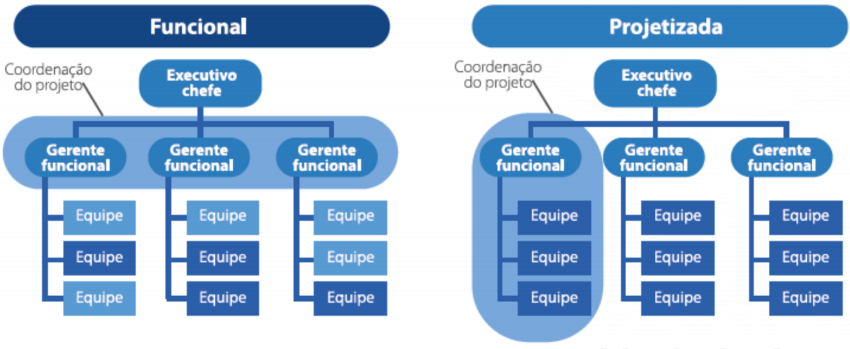 Funcional
Coordenação
do projeto
Executivo
chefe
Gerente
funcional
Gerente
funcional
Gerente
funcional
Equipe
Equipe
Equipe
Equipe
Equipe
Equipe
Equipe
Equipe
Equipe
Projetizada
Coordenação
do projeto
Executivo
chefe
Gerente
funcional
Gerente
funcional
Gerente
funcional
Equipe
Equipe
Equipe
Equipe
Equipe
Equipe
Equipe
Equipe
Equipe